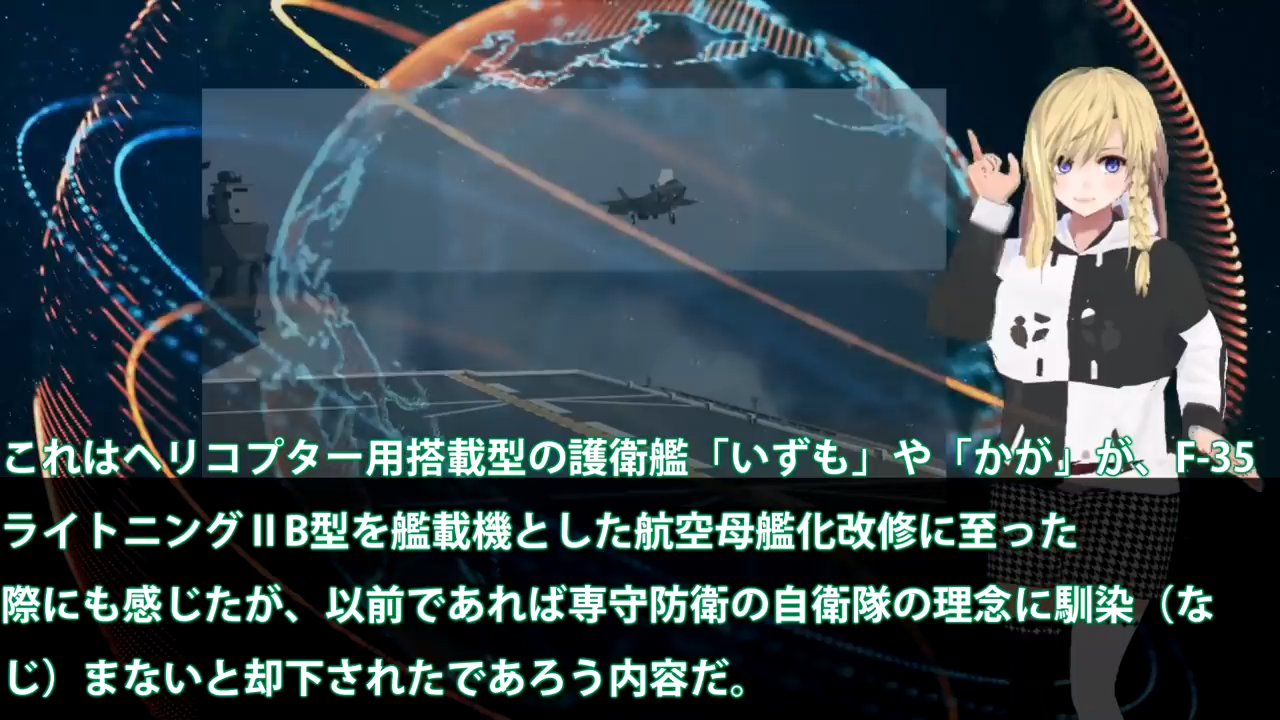 これはヘリコプター用搭載型の護衛艦「いずも」や「かが」が、F-35
ライトニングⅡB型を艦載機とした航空母艦化改修に至った
際にも感じたが、以前であれば専守防衛の自衛隊の理念に馴染（な
じ）まないと却下されたであろう内容だ。